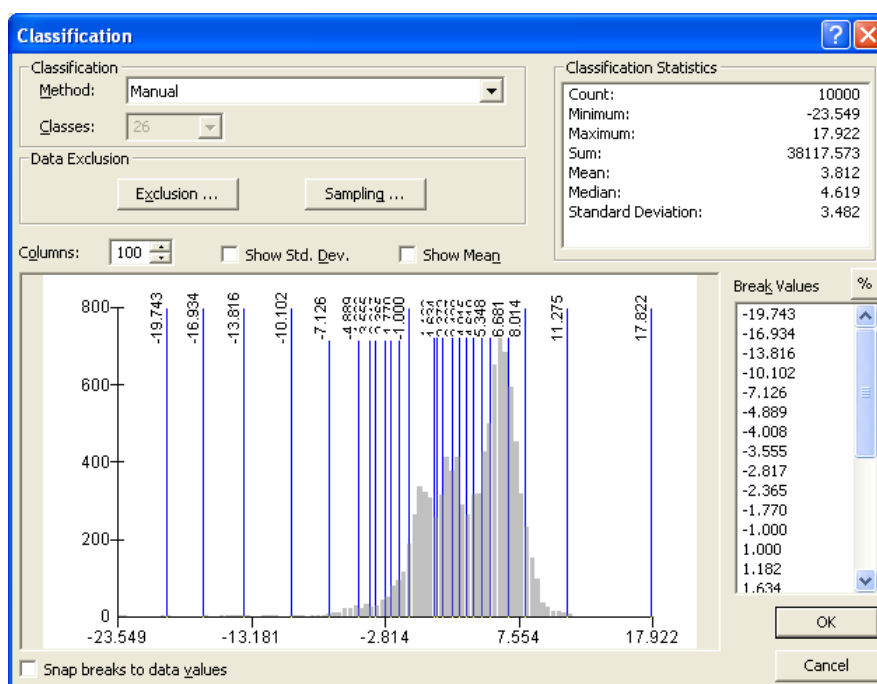 Classification
Classification
Method: Manual
Classes: 26
Data Exclusion
Exclusion ...
Sampling ...
Classification Statistics
Count: 10000
Minimum: -23.549
Maximum: 17.922
Sum: 38117.573
Mean: 3.812
Median: 4.619
Standard Deviation: 3.482
Columns: 100
Show Std. Dev.
Show Mean
Break Values
%
-19.743
-16.934
-13.816
-10.102
-7.126
-4.889
-4.008
-3.555
-2.817
-2.365
-1.770
-1.000
1.000
1.182
1.634
800
600
400
200
0
-19.743
-16.934
-13.816
-10.102
-7.126
-4.889
-1.000
5.348
6.681
8.014
11.275
17.822
-23.549
-13.181
-2.814
7.554
17.922
Snap breaks to data values
OK
Cancel